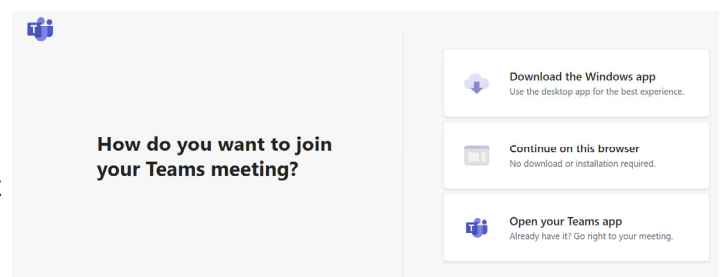 How do you want to join
your Teams meeting?
Download the Windows app
Use the desktop app for the best experience.
Continue on this browser
No download or installation required.
Open your Teams app
Already have it? Go right to your meeting.